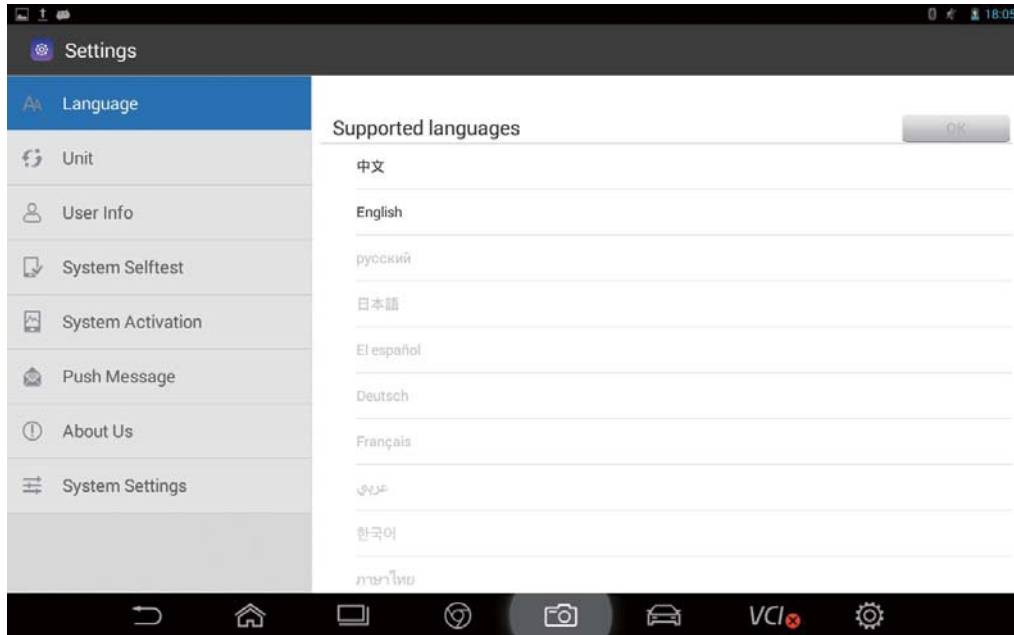 18:05
Settings
Language
Unit
User Info
System Selftest
System Activation
Push Message
About Us
System Settings
Supported languages
OK
中文
English
русский
日本語
El español
Deutsch
Français
عربي
한국어
ภาษาไทย
VCI